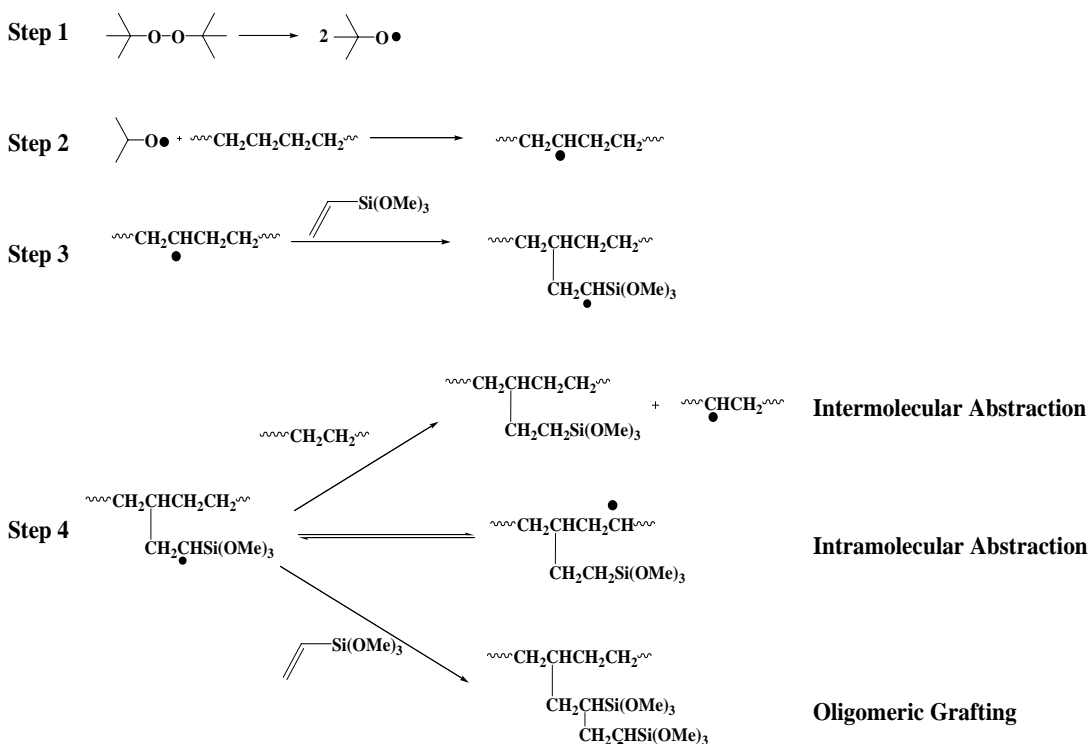 Step 1 O-O 2 O•
Step 2 O• + CH₂CH₂CH₂CH₂ CH₂CHCH₂CH₂
•
Si(OMe)₃
Step 3 CH₂CHCH₂CH₂ CH₂CHCH₂CH₂
• CH₂CHSi(OMe)₃
•
CH₂CHCH₂CH₂ + CHCH₂ Intermolecular Abstraction
•
CH₂CH₂ CH₂CH₂Si(OMe)₃
CH₂CHCH₂CH₂ •
Step 4 CH₂CHCH₂CH Intramolecular Abstraction
CH₂CHSi(OMe)₃ CH₂CH₂Si(OMe)₃
•
Si(OMe)₃ CH₂CHCH₂CH₂
CH₂CHSi(OMe)₃ Oligomeric Grafting
CH₂CHSi(OMe)₃
•